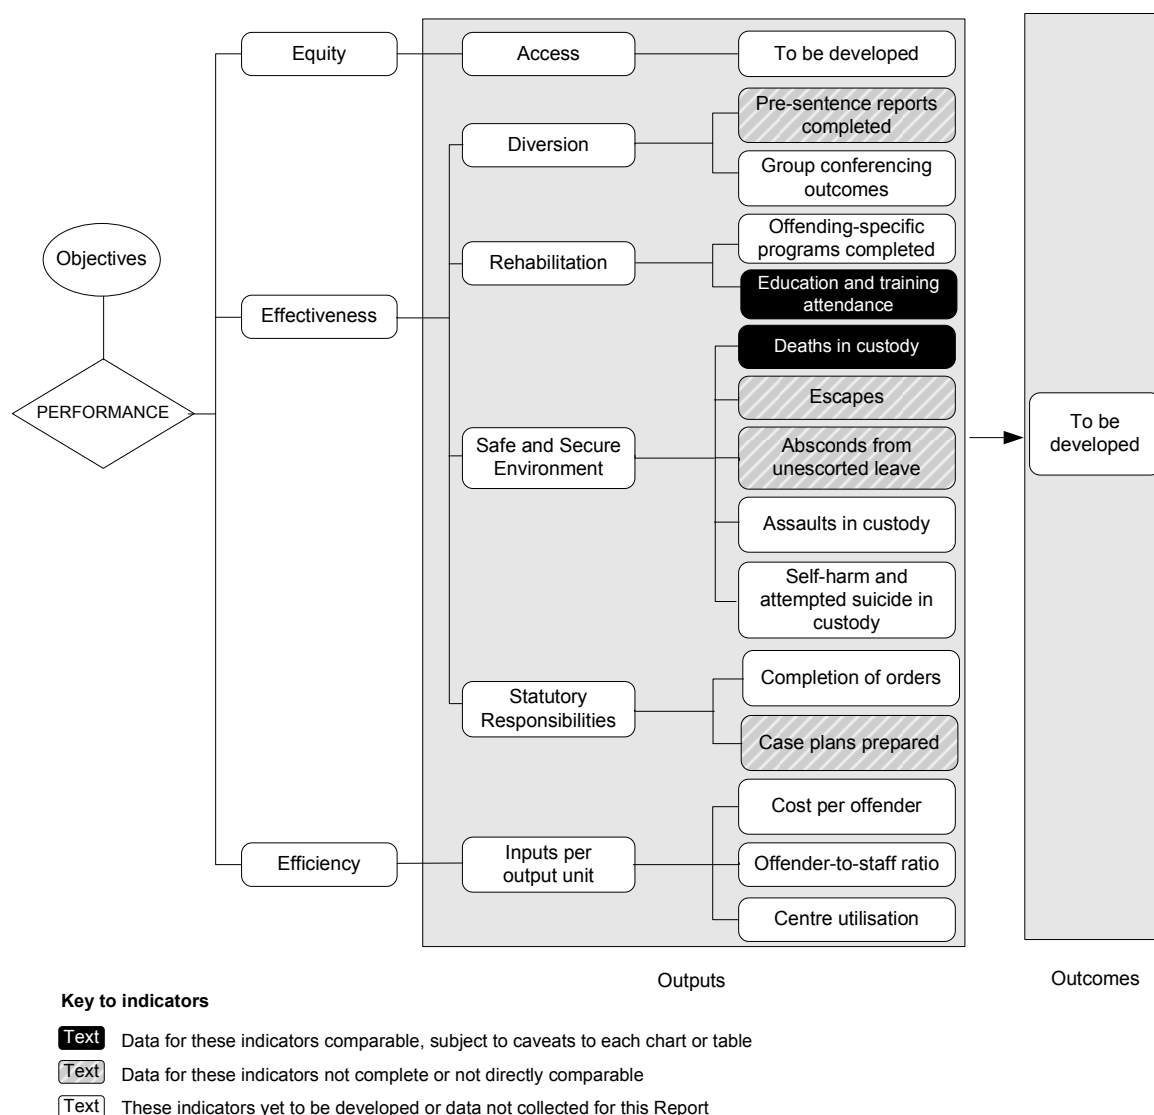 Equity
Access
To be developed
Pre-sentence reports
completed
Diversion
Group conferencing
outcomes
Objectives
Rehabilitation
Offending-specific
programs completed
Education and training
attendance
Effectiveness
Deaths in custody
PERFORMANCE
Escapes
Safe and Secure
Environment
Absconds from
unescorted leave
To be
developed
Assaults in custody
Self-harm and
attempted suicide in
custody
Statutory
Responsibilities
Completion of orders
Case plans prepared
Cost per offender
Efficiency
Inputs per
output unit
Offender-to-staff ratio
Centre utilisation
Outputs
Outcomes
Key to indicators
Text Data for these indicators comparable, subject to caveats to each chart or table
Text Data for these indicators not complete or not directly comparable
Text These indicators yet to be developed or data not collected for this Report